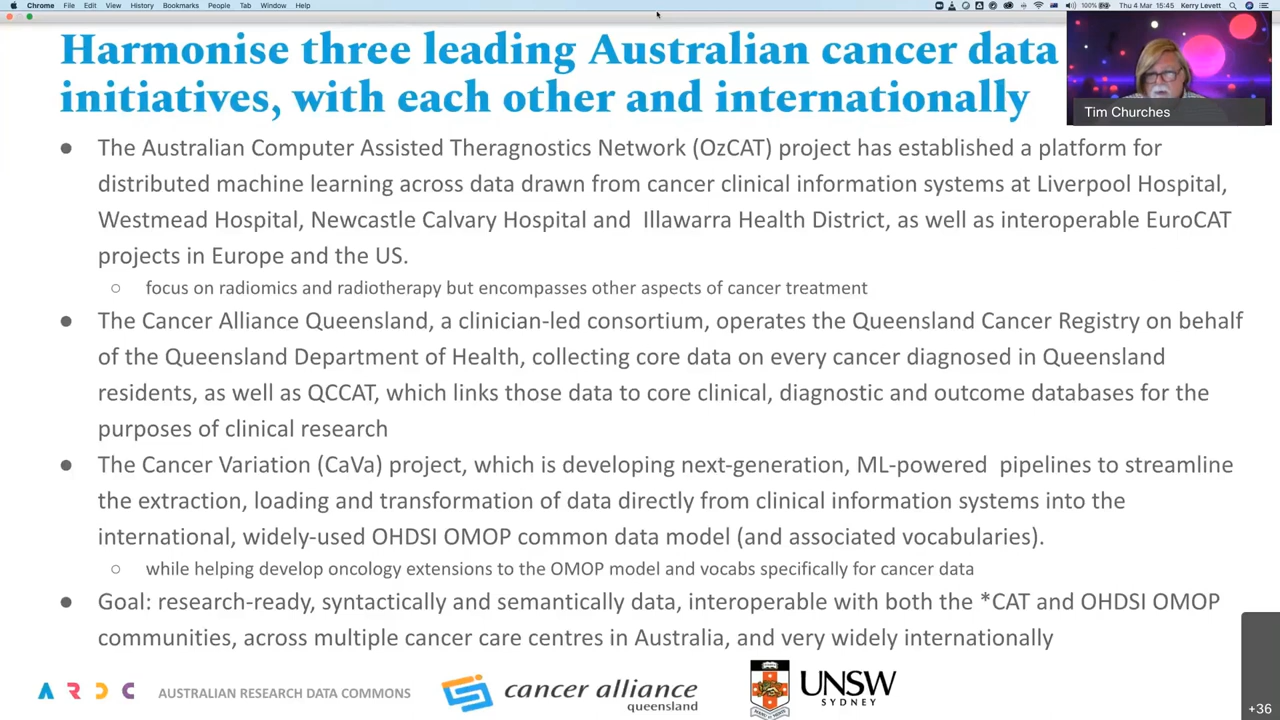 Chrome File Edit View History Bookmarks People Tab Window Help
100% Thu 4 Mar 15:45 Kerry Levett
Harmonise three leading Australian cancer data
initiatives, with each other and internationally
Tim Churches
The Australian Computer Assisted Theragnostics Network (OzCAT) project has established a platform for
distributed machine learning across data drawn from cancer clinical information systems at Liverpool Hospital,
Westmead Hospital, Newcastle Calvary Hospital and Illawarra Health District, as well as interoperable EuroCAT
projects in Europe and the US.
focus on radiomics and radiotherapy but encompasses other aspects of cancer treatment
The Cancer Alliance Queensland, a clinician-led consortium, operates the Queensland Cancer Registry on behalf
of the Queensland Department of Health, collecting core data on every cancer diagnosed in Queensland
residents, as well as QCCAT, which links those data to core clinical, diagnostic and outcome databases for the
purposes of clinical research
The Cancer Variation (CaVa) project, which is developing next-generation, ML-powered pipelines to streamline
the extraction, loading and transformation of data directly from clinical information systems into the
international, widely-used OHDSI OMOP common data model (and associated vocabularies).
while helping develop oncology extensions to the OMOP model and vocabs specifically for cancer data
Goal: research-ready, syntactically and semantically data, interoperable with both the *CAT and OHDSI OMOP
communities, across multiple cancer care centres in Australia, and very widely internationally
ARDC AUSTRALIAN RESEARCH DATA COMMONS
cancer alliance
queensland
UNSW
SYDNEY
+36